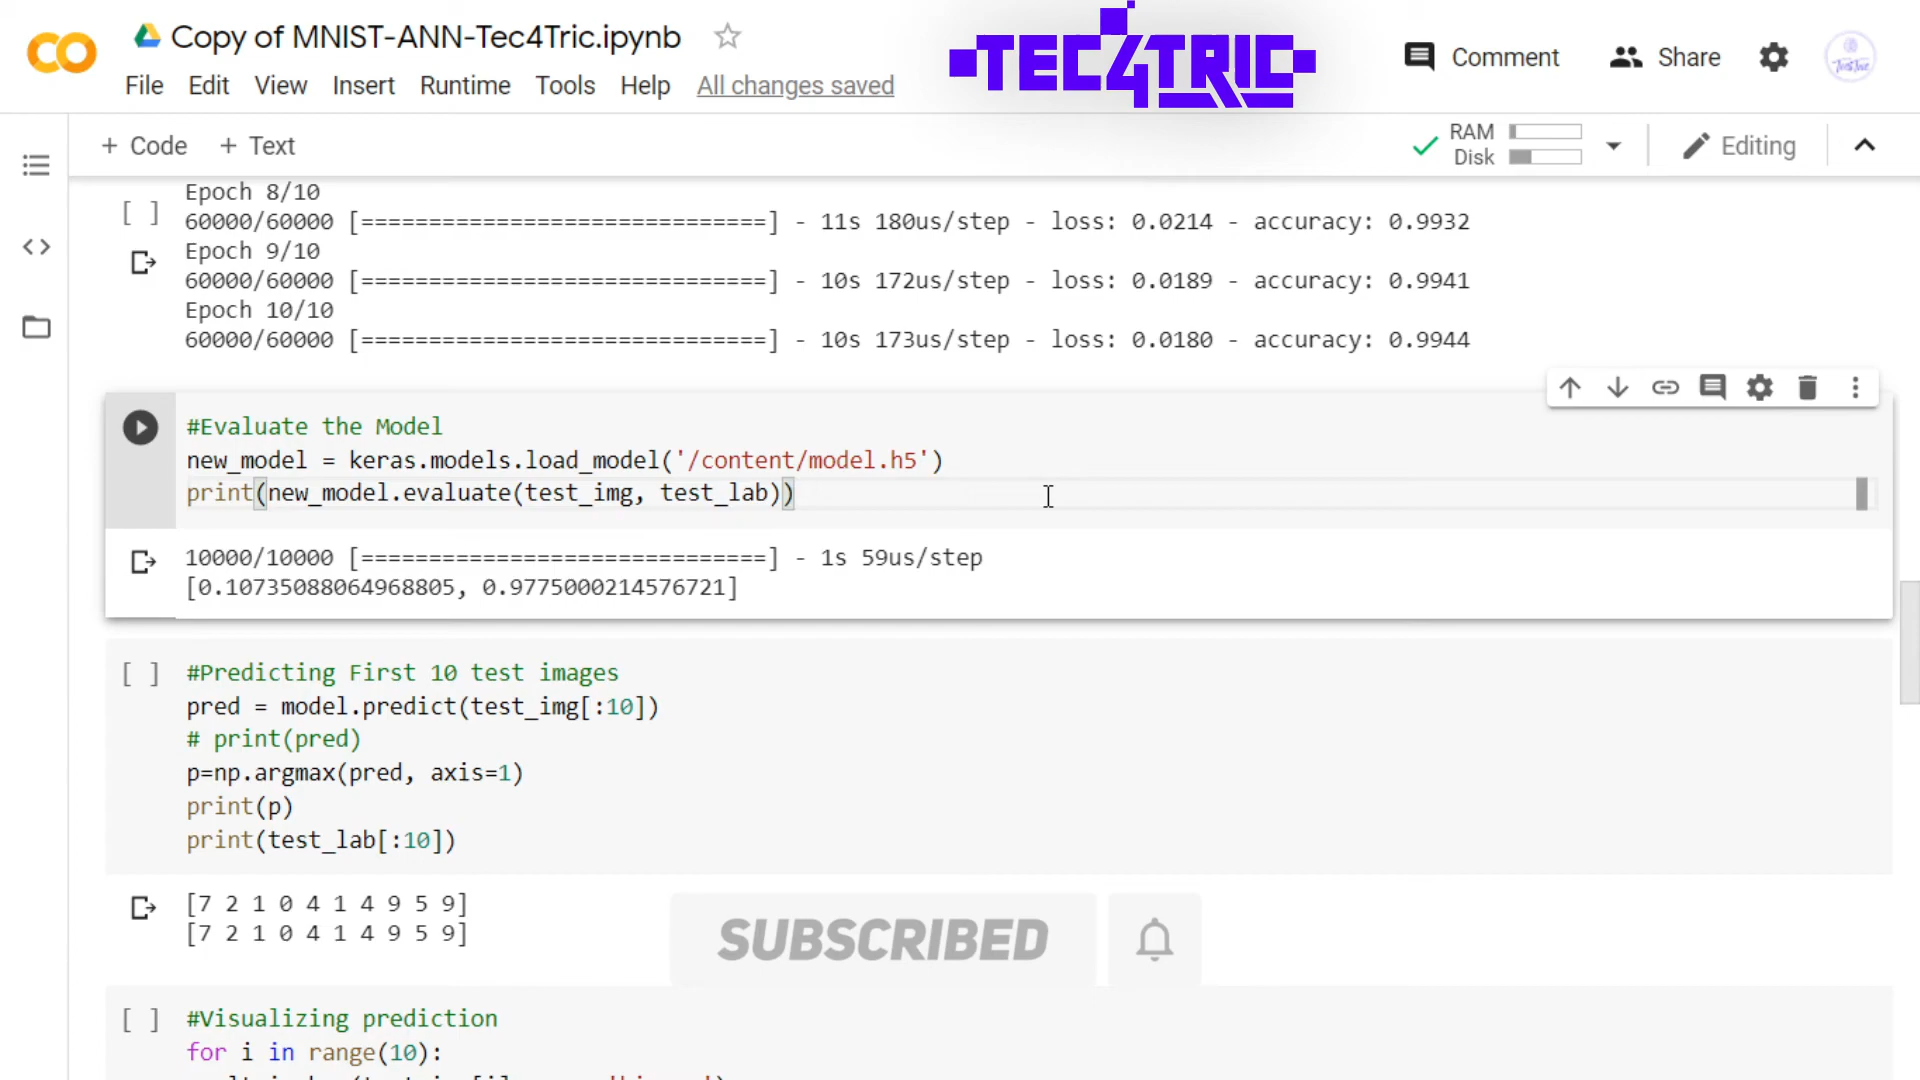 Copy of MNIST-ANN-Tec4Tric.ipynb
TEC4TRIC
Comment
Share
File Edit View Insert Runtime Tools Help All changes saved
+ Code + Text
RAM
Disk
Editing
Epoch 8/10
[ ] 60000/60000 [==============================] - 11s 180us/step - loss: 0.0214 - accuracy: 0.9932
Epoch 9/10
60000/60000 [==============================] - 10s 172us/step - loss: 0.0189 - accuracy: 0.9941
Epoch 10/10
60000/60000 [==============================] - 10s 173us/step - loss: 0.0180 - accuracy: 0.9944
#Evaluate the Model
new_model = keras.models.load_model('/content/model.h5')
print(new_model.evaluate(test_img, test_lab))
10000/10000 [==============================] - 1s 59us/step
[0.10735088064968805, 0.9775000214576721]
[ ] #Predicting First 10 test images
pred = model.predict(test_img[:10])
# print(pred)
p=np.argmax(pred, axis=1)
print(p)
print(test_lab[:10])
[7 2 1 0 4 1 4 9 5 9]
[7 2 1 0 4 1 4 9 5 9]
SUBSCRIBED
[ ] #Visualizing prediction
for i in range(10):